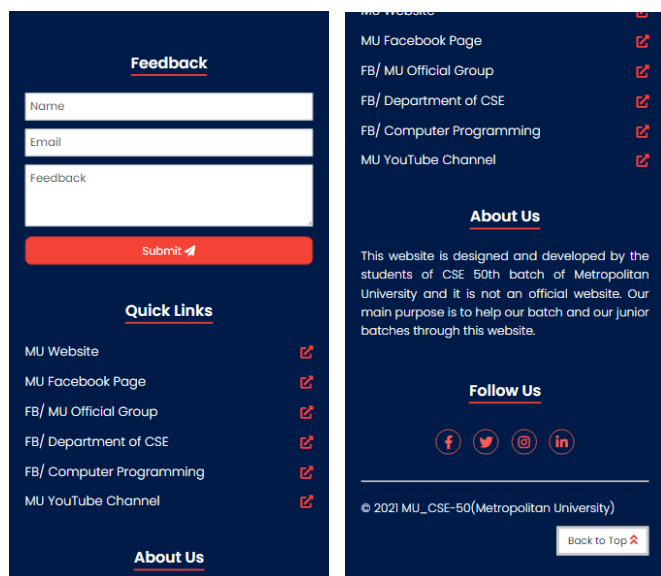 Feedback
Name
Email
Feedback
Submit
Quick Links
MU Website
MU Facebook Page
FB/ MU Official Group
FB/ Department of CSE
FB/ Computer Programming
MU YouTube Channel
About Us
MU Website
MU Facebook Page
FB/ MU Official Group
FB/ Department of CSE
FB/ Computer Programming
MU YouTube Channel
About Us
This website is designed and developed by the
students of CSE 50th batch of Metropolitan
University and it is not an official website. Our
main purpose is to help our batch and our junior
batches through this website.
Follow Us
© 2021 MU_CSE-50(Metropolitan University)
Back to Top